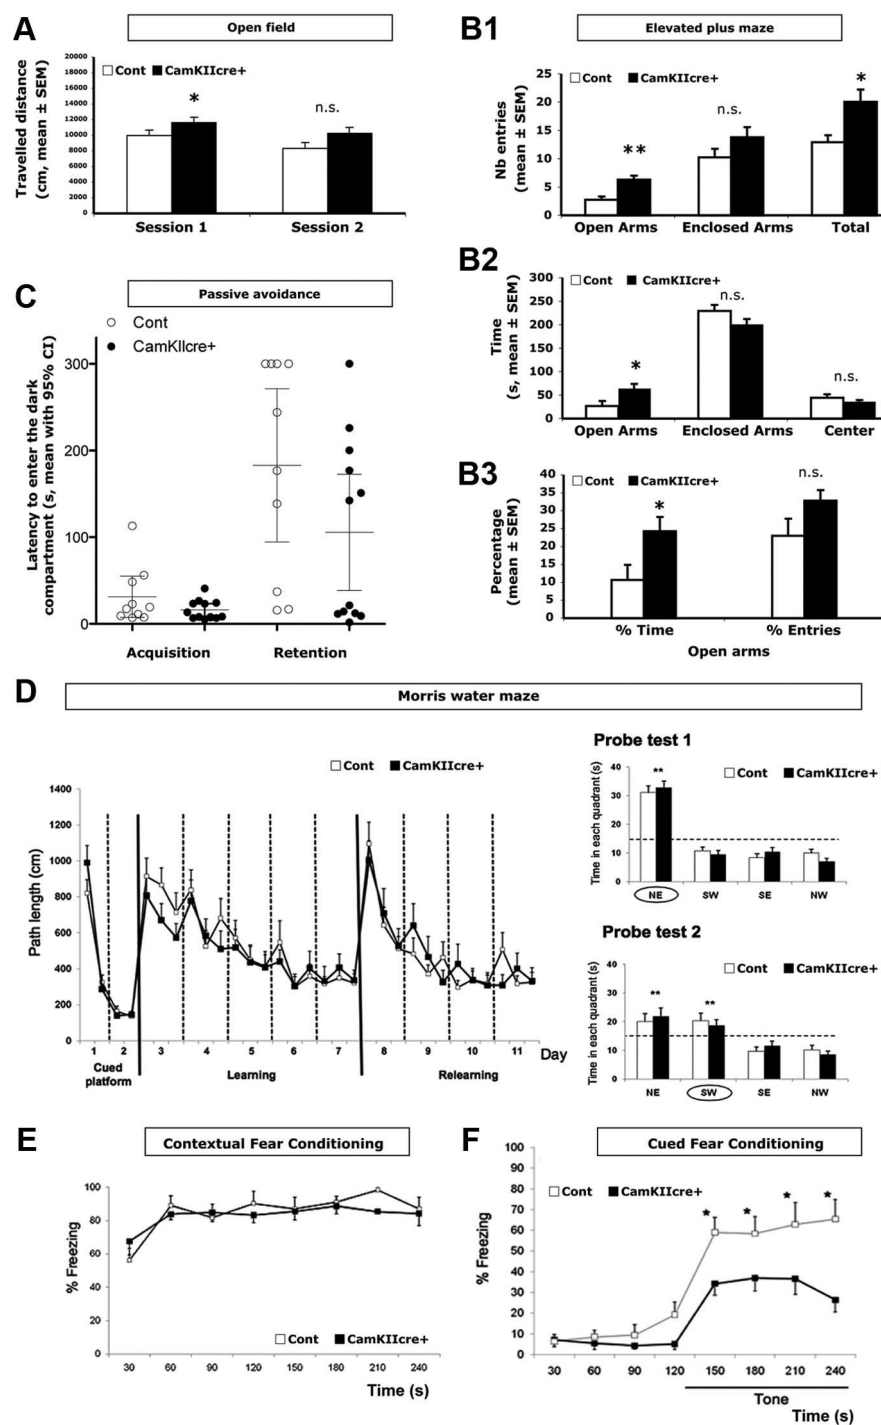 A
Open field
Travelled distance
(cm, mean ± SEM)
20000
18000
16000
14000
12000
10000
8000
6000
4000
2000
0
Cont CamKIIcre+
*
n.s.
Session 1 Session 2
B1
Elevated plus maze
Nb entries
(mean ± SEM)
25
20
15
10
5
0
Cont CamKIIcre+
**
n.s.
*
Open Arms Enclosed Arms Total
B2
Time
(s, mean ± SEM)
300
250
200
150
100
50
0
Cont CamKIIcre+
*
n.s.
n.s.
Open Arms Enclosed Arms Center
C
Passive avoidance
Cont
CamKIIcre+
Latency to enter the dark
compartment (s, mean with 95% CI)
300
200
100
0
Acquisition Retention
B3
Percentage
(mean ± SEM)
40
35
30
25
20
15
10
5
0
Cont CamKIIcre+
*
n.s.
% Time % Entries
Open arms
D
Morris water maze
Cont CamKIIcre+
Path length (cm)
1400
1200
1000
800
600
400
200
0
1 2 3 4 5 6 7 8 9 10 11 Day
Cued
platform
Learning
Relearning
Probe test 1
Cont CamKIIcre+
Time in each quadrant (s)
40
30
20
10
0
**
NE SW SE NW
Probe test 2
Cont CamKIIcre+
Time in each quadrant (s)
40
30
20
10
0
**
**
NE SW SE NW
E
Contextual Fear Conditioning
% Freezing
100
80
60
40
20
0
Cont CamKIIcre+
30 60 90 120 150 180 210 240
Time (s)
F
Cued Fear Conditioning
% Freezing
100
90
80
70
60
50
40
30
20
10
0
Cont CamKIIcre+
* * * *
30 60 90 120 150 180 210 240
Tone
Time (s)